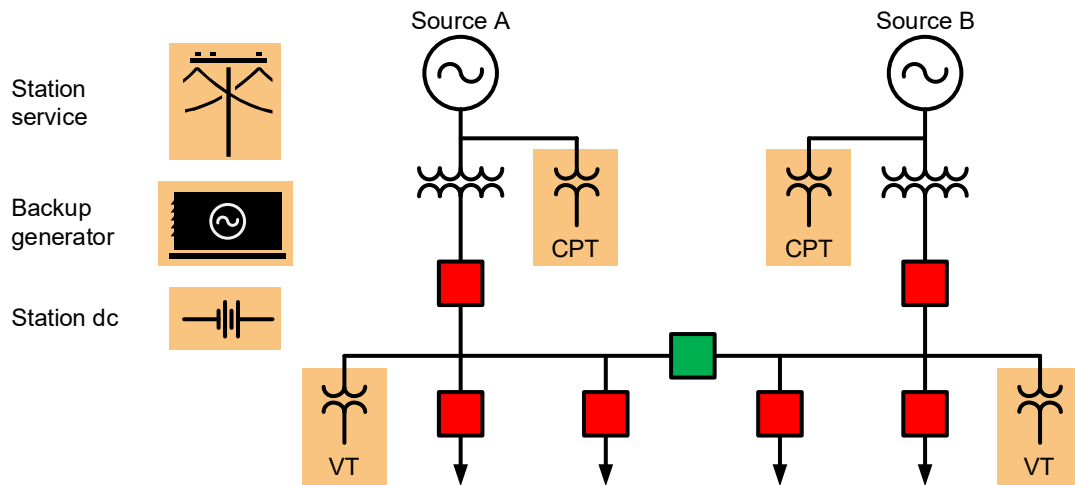 Source A
Source B
Station
service
Backup
generator
CPT
CPT
Station dc
VT
VT